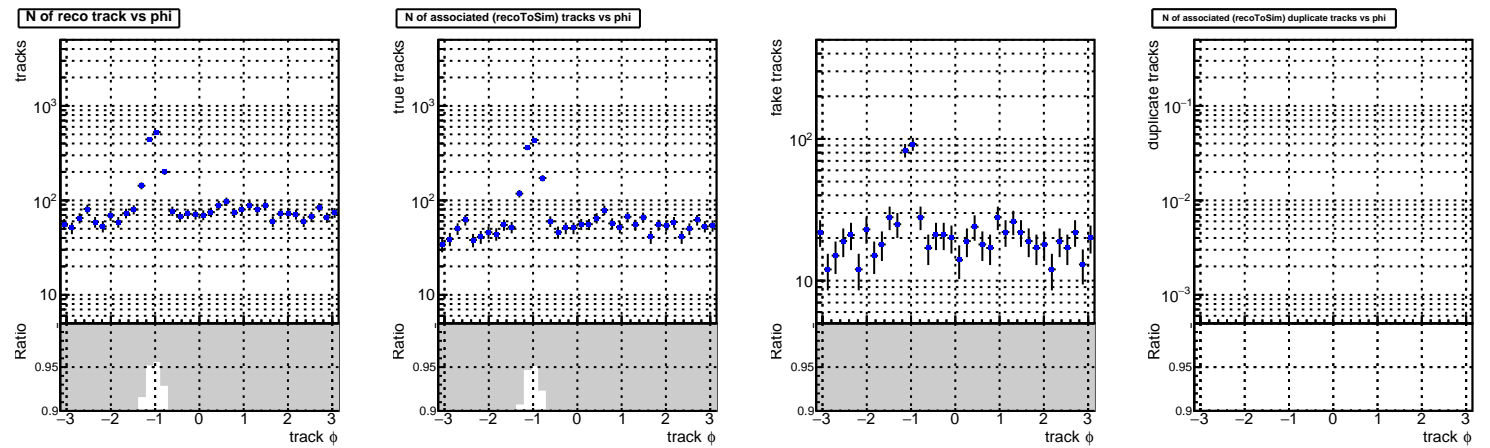 N of reco track vs phi
tracks
10³
10²
10
Ratio
0.95
0.9
−3 −2 −1 0 1 2 3
track ϕ
N of associated (recoToSim) tracks vs phi
true tracks
10³
10²
10
Ratio
0.95
0.9
−3 −2 −1 0 1 2 3
track ϕ
fake tracks
10²
10
Ratio
0.95
0.9
−3 −2 −1 0 1 2 3
track ϕ
N of associated (recoToSim) duplicate tracks vs phi
duplicate tracks
10⁻¹
10⁻²
10⁻³
Ratio
0.95
0.9
−3 −2 −1 0 1 2 3
track ϕ